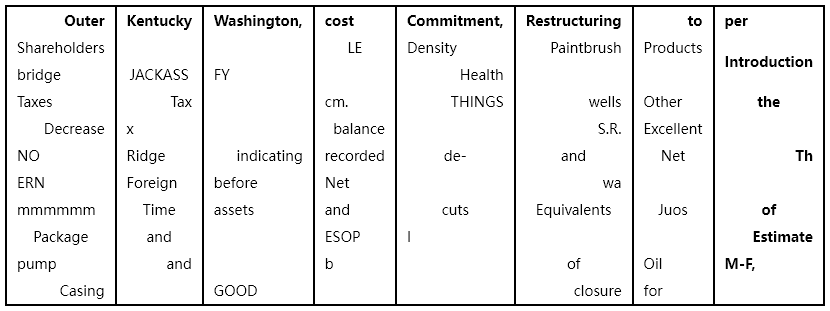 Outer Kentucky Washington, cost Commitment, Restructuring to per
Shareholders LE Density Paintbrush Products Introduction
bridge JACKASS FY Health
Taxes Tax cm. THINGS wells Other the
Decrease x balance S.R. Excellent
NO Ridge indicating recorded de- and Net Th
ERN Foreign before Net wa
mmmmmm Time assets and cuts Equivalents Juos of
Package and ESOP I Estimate
pump and b of Oil M-F,
Casing GOOD closure for